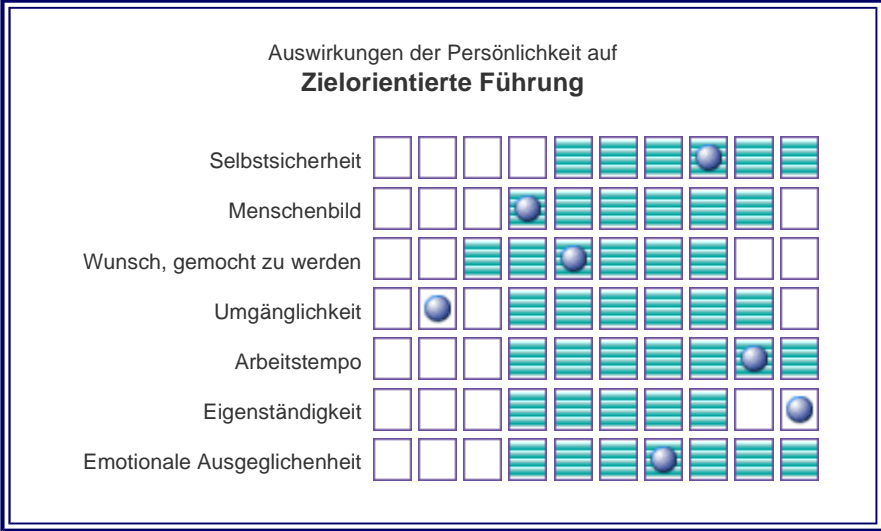 Auswirkungen der Persönlichkeit auf
Zielorientierte Führung
Selbstsicherheit
Menschenbild
Wunsch, gemocht zu werden
Umgänglichkeit
Arbeitstempo
Eigenständigkeit
Emotionale Ausgeglichenheit